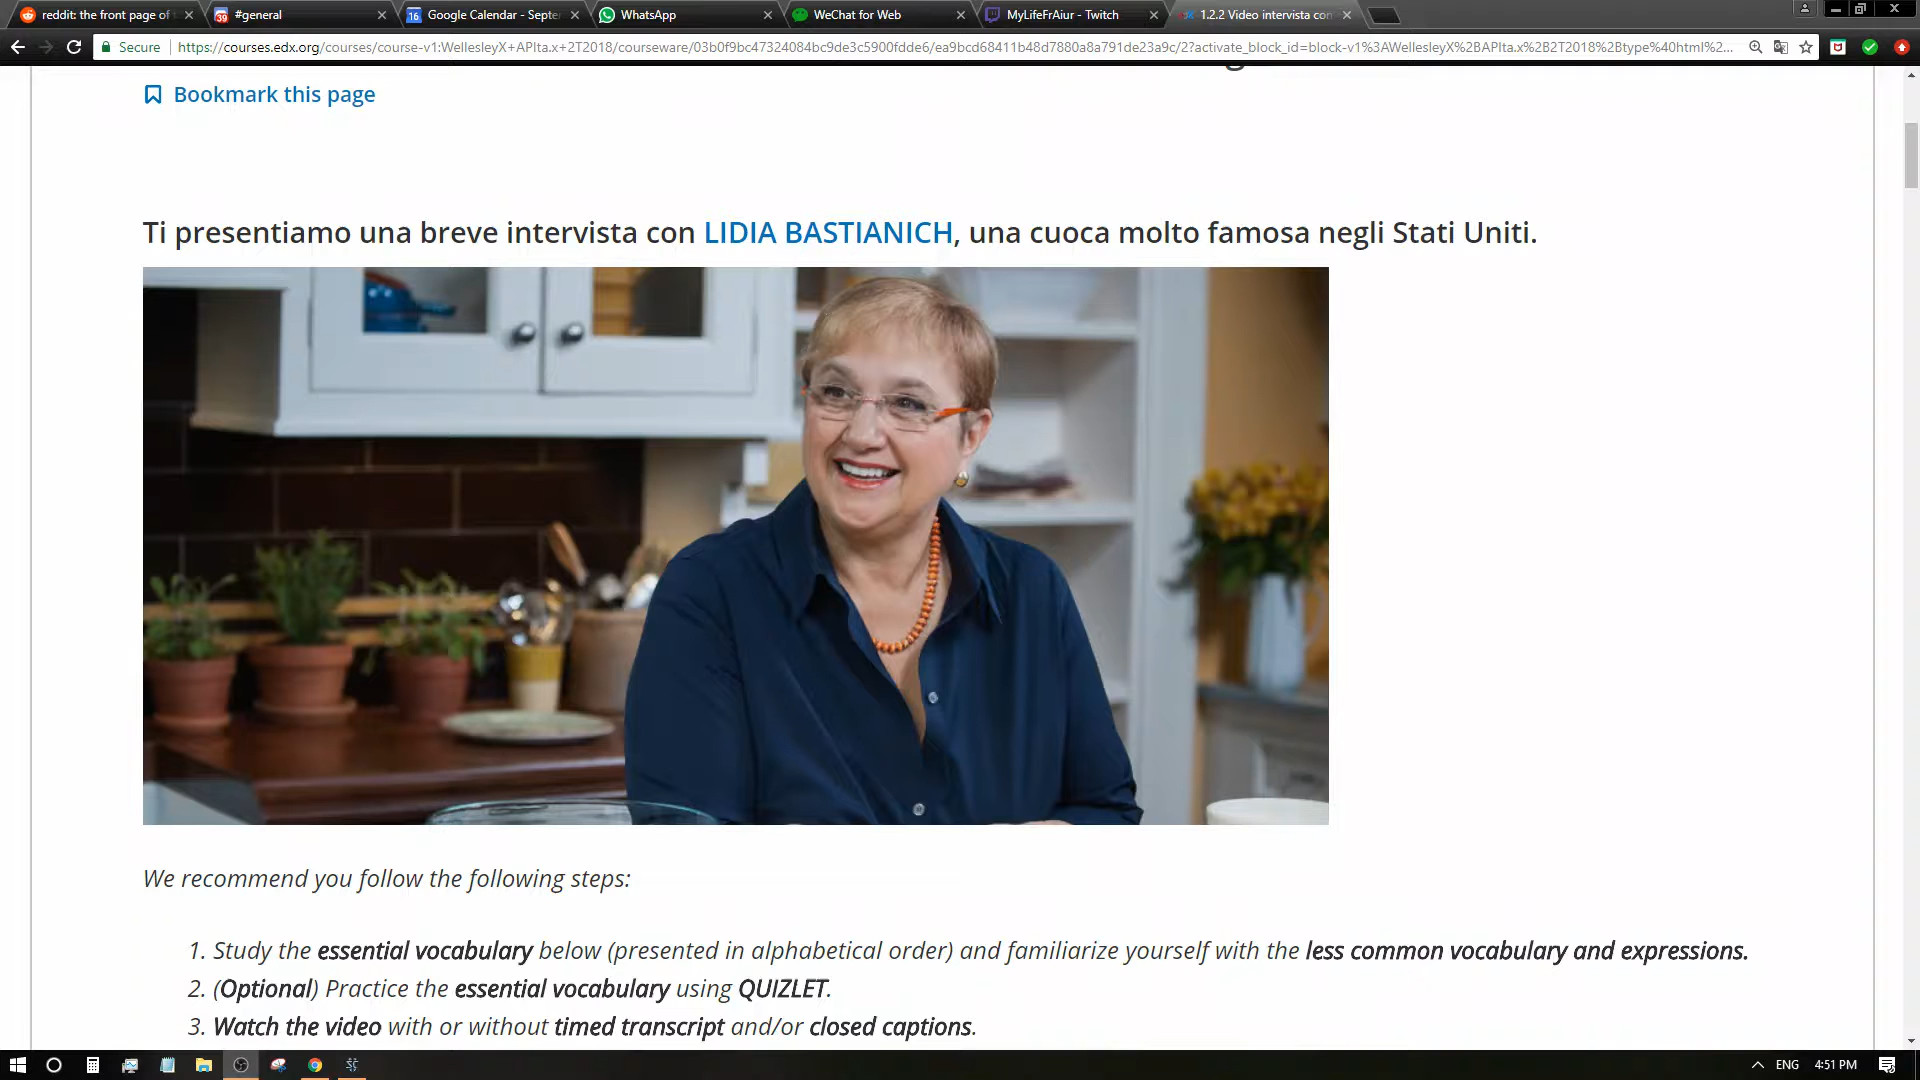 reddit: the front page of t
#general
Google Calendar - Septe
WhatsApp
WeChat for Web
MyLifeFrAiur - Twitch
1.2.2 Video intervista con
Secure
https://courses.edx.org/courses/course-v1:WellesleyX+APIta.x+2T2018/courseware/03b0f9bc47324084bc9de3c5900fdde6/ea9bcd68411b48d7880a8a791de23a9c/2?activate_block_id=block-v1%3AWellesleyX%2BAPIta.x%2B2T2018%2Btype%40html%2...
Bookmark this page
Ti presentiamo una breve intervista con LIDIA BASTIANICH, una cuoca molto famosa negli Stati Uniti.
We recommend you follow the following steps:
1. Study the essential vocabulary below (presented in alphabetical order) and familiarize yourself with the less common vocabulary and expressions.
2. (Optional) Practice the essential vocabulary using QUIZLET.
3. Watch the video with or without timed transcript and/or closed captions.
ENG
4:51 PM